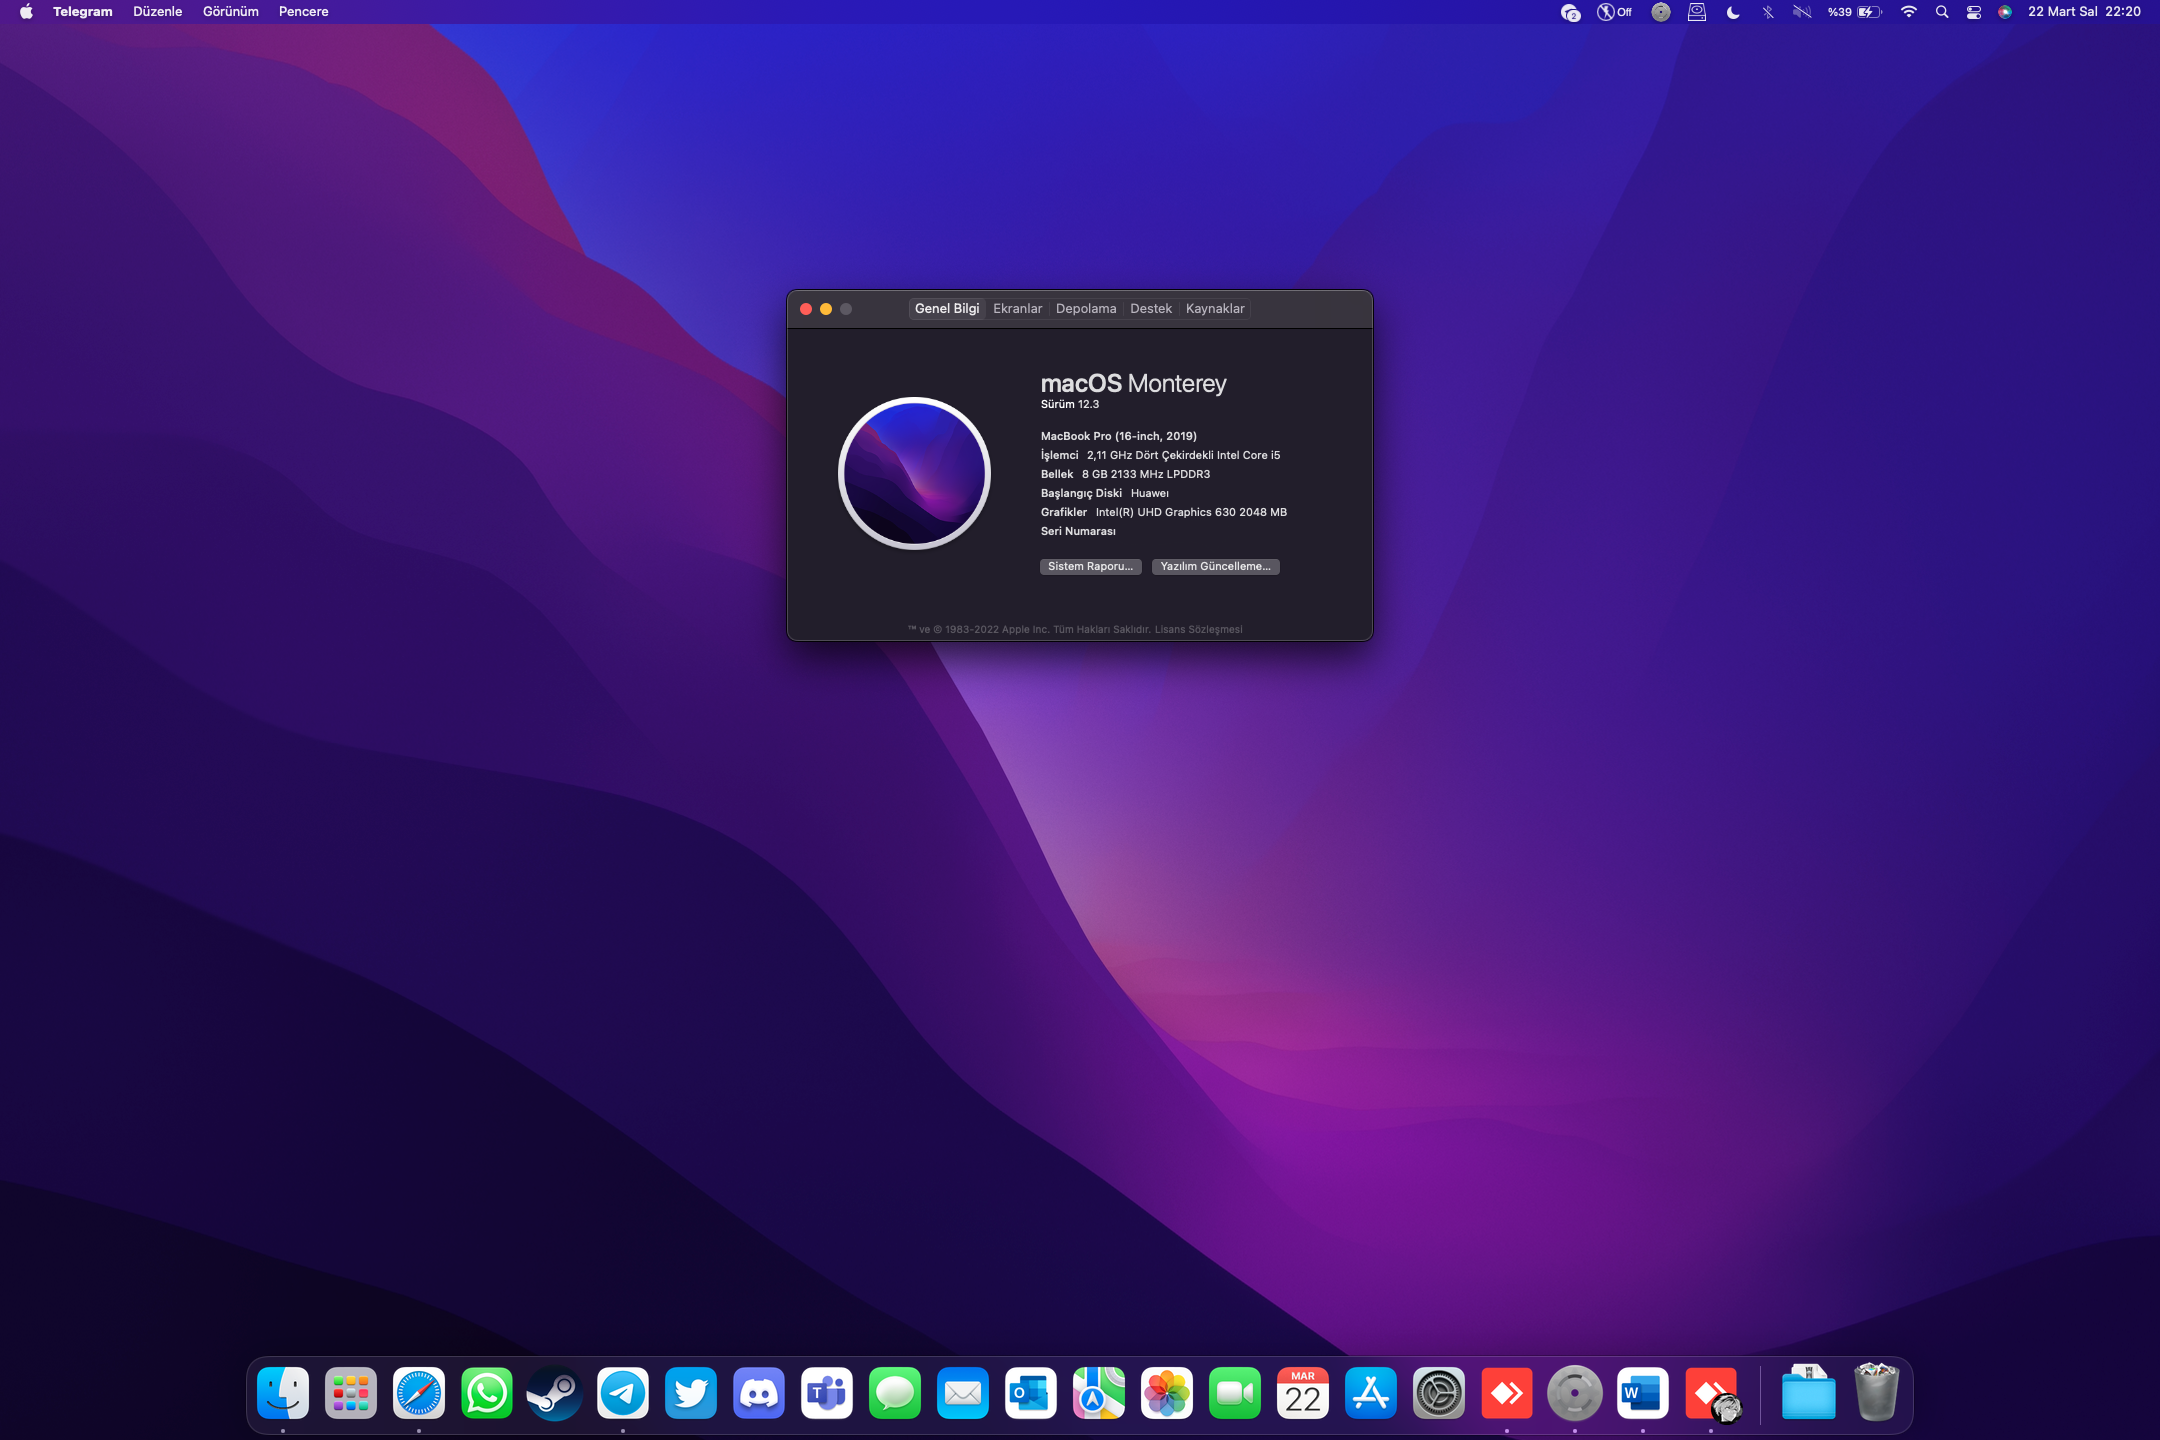 Telegram Düzenle Görünüm Pencere
2 Off %39 22 Mart Sal 22:20
Genel Bilgi Ekranlar Depolama Destek Kaynaklar
macOS Monterey
Sürüm 12.3
MacBook Pro (16-inch, 2019)
İşlemci 2,11 GHz Dört Çekirdekli Intel Core i5
Bellek 8 GB 2133 MHz LPDDR3
Başlangıç Diski Huaweı
Grafikler Intel(R) UHD Graphics 630 2048 MB
Seri Numarası
Sistem Raporu... Yazılım Güncelleme...
™ ve © 1983-2022 Apple Inc. Tüm Hakları Saklıdır. Lisans Sözleşmesi
T O MAR W
22